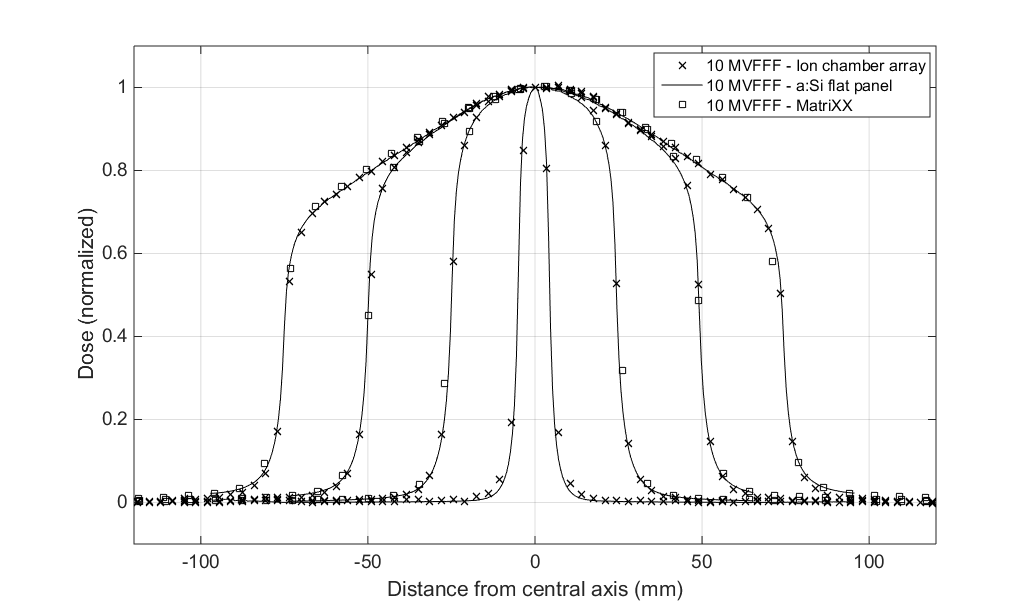 10 MVFFF - Ion chamber array
10 MVFFF - a:Si flat panel
10 MVFFF - MatriXX
1
0.8
0.6
0.4
0.2
0
Dose (normalized)
-100
-50
0
50
100
Distance from central axis (mm)